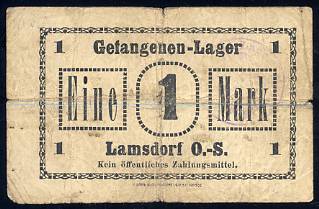 1 Gefangenen-Lager 1
Eine 1 Mark
1 Lamsdorf O.-S. 1
Kein öffentliches Zahlungsmittel.